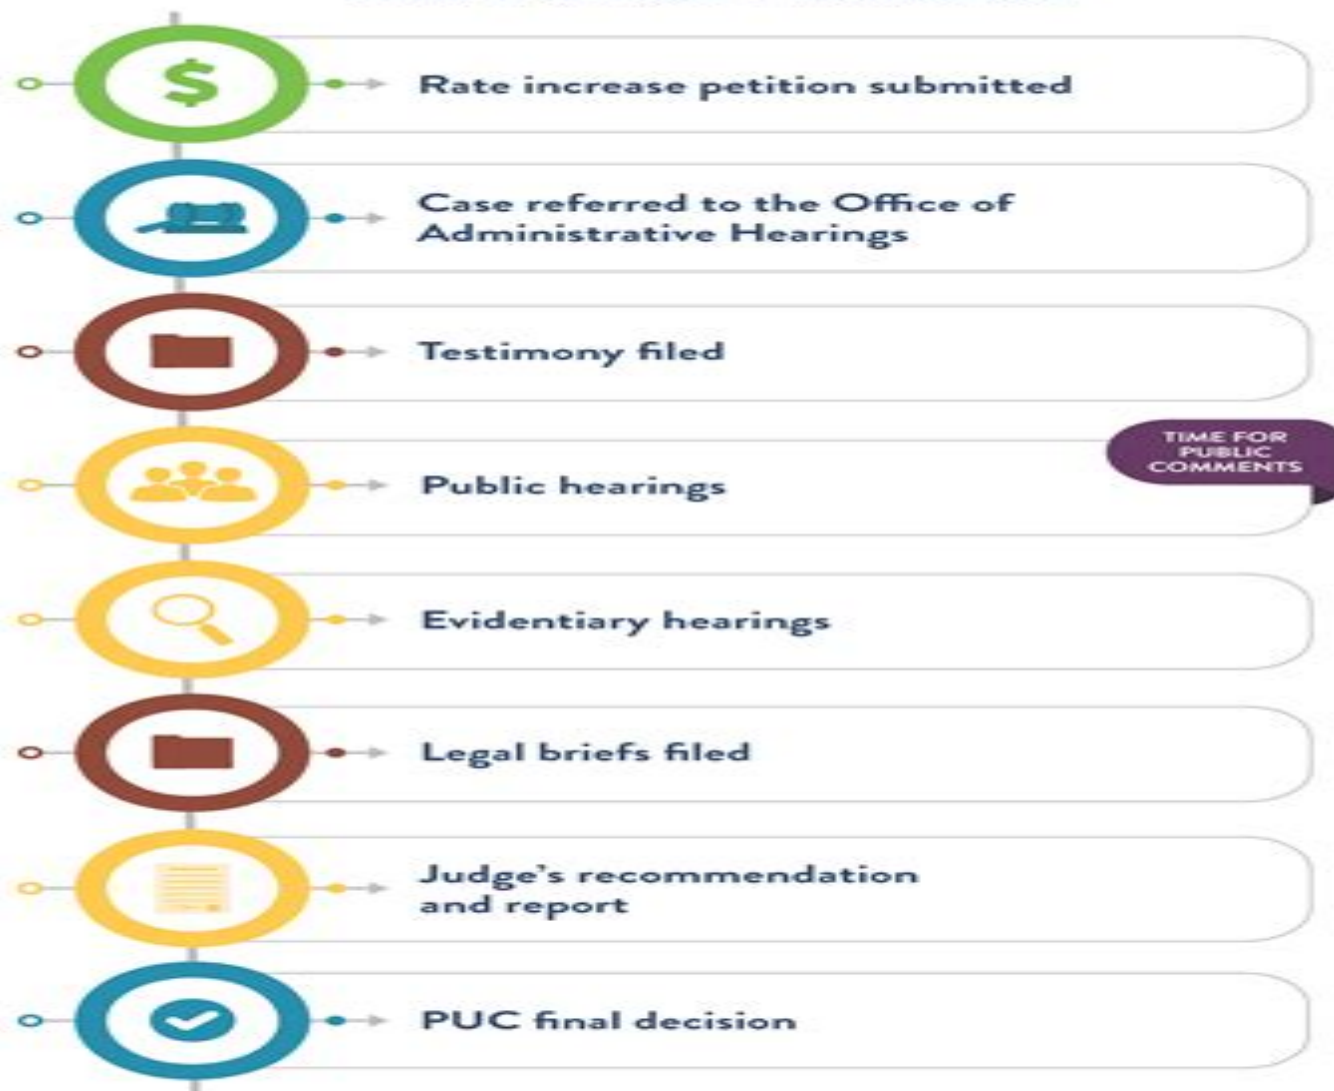 $
Rate increase petition submitted
Case referred to the Office of
Administrative Hearings
Testimony filed
TIME FOR
PUBLIC
COMMENTS
Public hearings
Evidentiary hearings
Legal briefs filed
Judge's recommendation
and report
PUC final decision